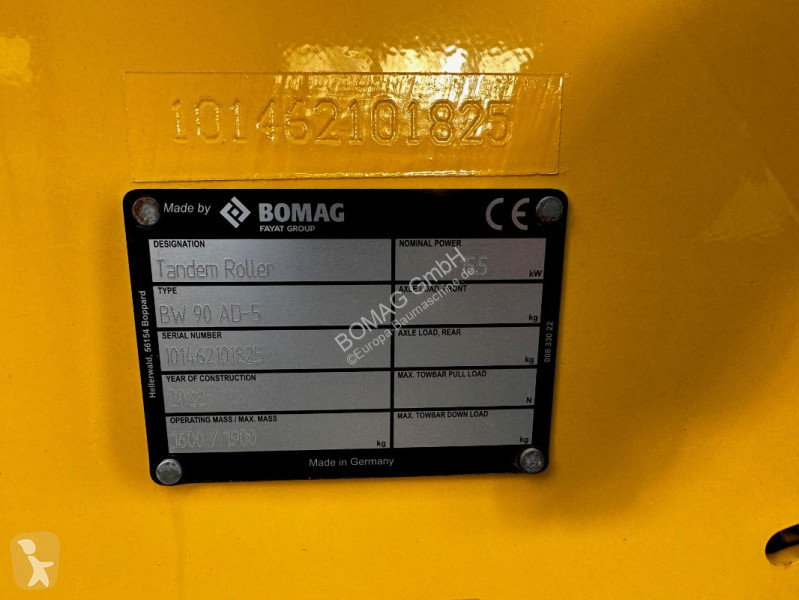 101462101825
Made by BOMAG
FAYAT GROUP
CE
DESIGNATION
Tandem Roller
NOMINAL POWER
kW
TYPE
BW 90 AD-5
AXLE LOAD, FRONT
kg
SERIAL NUMBER
101462101825
AXLE LOAD, REAR
kg
YEAR OF CONSTRUCTION
2022
MAX. TOWBAR PULL LOAD
N
OPERATING MASS / MAX. MASS
1600 / 1900
kg
MAX. TOWBAR DOWN LOAD
kg
Made in Germany
Hellerwald, 56154 Boppard
008 330 22
BOMAG GmbH
©Europa-Baumaschine.de